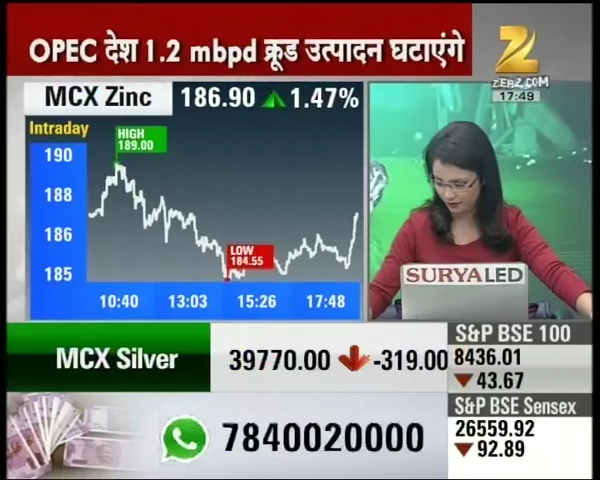 OPEC देश 1.2 mbpd क्रूड उत्पादन घटाएंगे
ZEBZ.COM
17:49
MCX Zinc 186.90 1.47%
Intraday
HIGH
189.00
190
188
186
185
LOW
184.55
10:40 13:03 15:26 17:48
SURYA LED
MCX Silver 39770.00 -319.00
S&P BSE 100
8436.01
43.67
S&P BSE Sensex
26559.92
92.89
7840020000